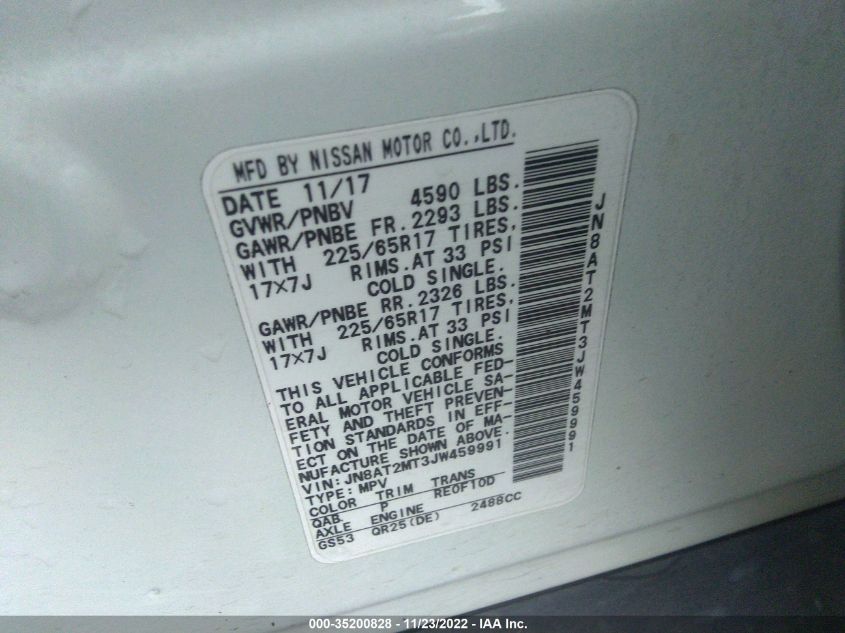 MFD BY NISSAN MOTOR CO.,LTD.
DATE 11/17
GVWR/PNBV 4590 LBS.
GAWR/PNBE FR. 2293 LBS.
WITH 225/65R17 TIRES,
17×7J RIMS.AT 33 PSI
COLD SINGLE.
GAWR/PNBE RR. 2326 LBS.
WITH 225/65R17 TIRES,
17×7J RIMS.AT 33 PSI
COLD SINGLE.
THIS VEHICLE CONFORMS
TO ALL APPLICABLE FED-
ERAL MOTOR VEHICLE SA-
FETY AND THEFT PREVEN-
TION STANDARDS IN EFF-
ECT ON THE DATE OF MA-
NUFACTURE SHOWN ABOVE.
VIN: JN8AT2MT3JW459991
TYPE: MPV
COLOR TRIM TRANS
QAB P RE0F10D
AXLE ENGINE
GS53 QR25(DE) 2488CC
JN8AT2MT3JW459991
000-35200828 - 11/23/2022 - IAA Inc.